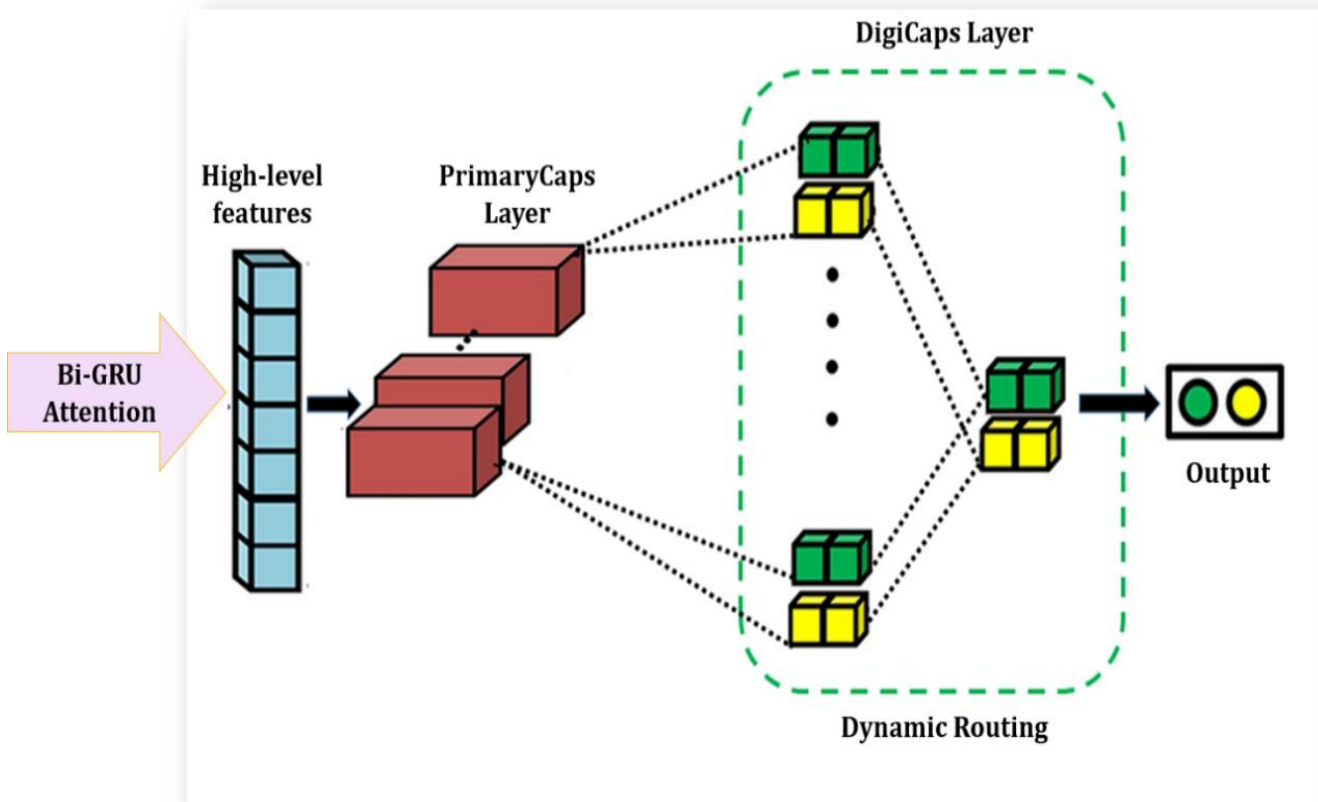 DigiCaps Layer
High-level
features
PrimaryCaps
Layer
Bi-GRU
Attention
Output
Dynamic Routing